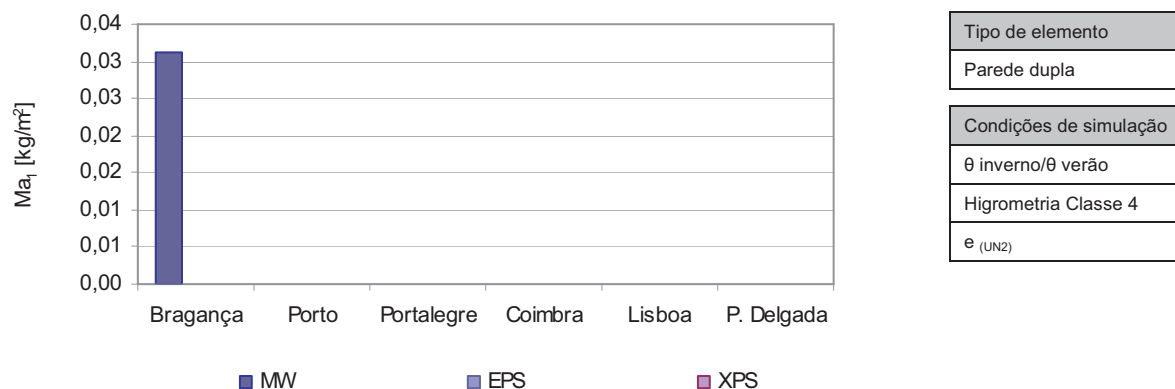 0,04
0,03
0,03
0,02
0,02
0,01
0,01
0,00
Ma1 [kg/m²]
Bragança Porto Portalegre Coimbra Lisboa P. Delgada
MW EPS XPS
Tipo de elemento
Parede dupla
Condições de simulação
θ inverno/θ verão
Higrometria Classe 4
e (UN2)